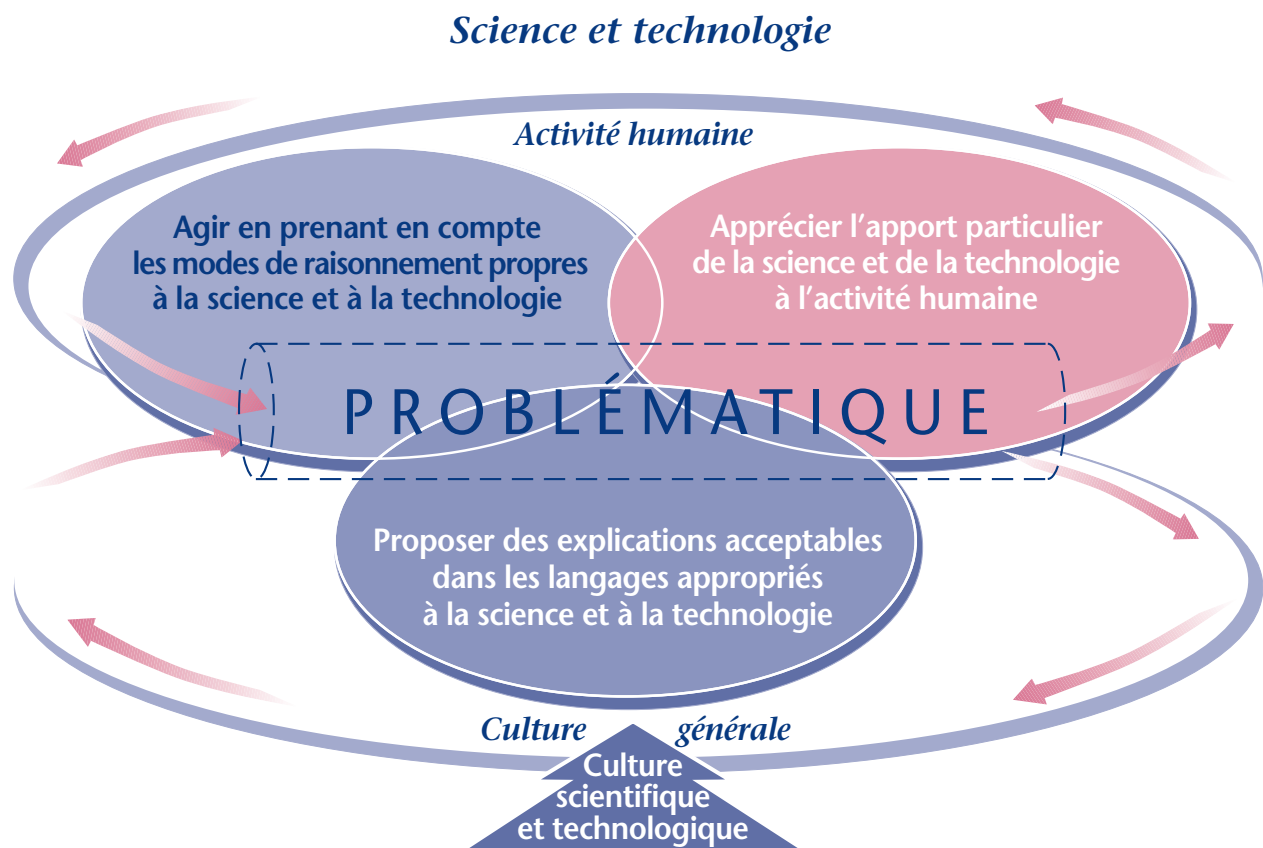 Science et technologie
Activité humaine
Agir en prenant en compte
les modes de raisonnement propres
à la science et à la technologie
Apprécier l’apport particulier
de la science et de la technologie
à l’activité humaine
PROBLÉMATIQUE
Proposer des explications acceptables
dans les langages appropriés
à la science et à la technologie
Culture générale
Culture
scientifique
et technologique